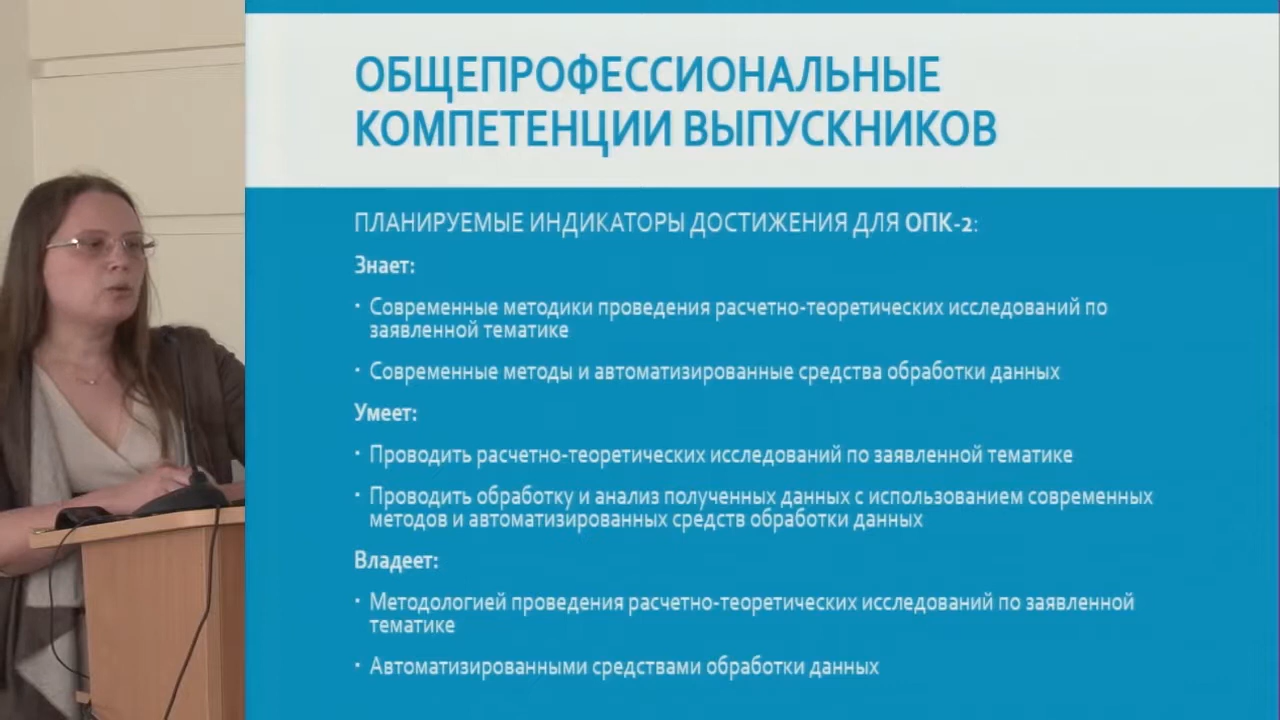 ОБЩЕПРОФЕССИОНАЛЬНЫЕ
КОМПЕТЕНЦИИ ВЫПУСКНИКОВ
ПЛАНИРУЕМЫЕ ИНДИКАТОРЫ ДОСТИЖЕНИЯ ДЛЯ ОПК-2:
Знает:
• Современные методики проведения расчетно-теоретических исследований по
заявленной тематике
• Современные методы и автоматизированные средства обработки данных
Умеет:
• Проводить расчетно-теоретических исследований по заявленной тематике
• Проводить обработку и анализ полученных данных с использованием современных
методов и автоматизированных средств обработки данных
Владеет:
• Методологией проведения расчетно-теоретических исследований по заявленной
тематике
• Автоматизированными средствами обработки данных